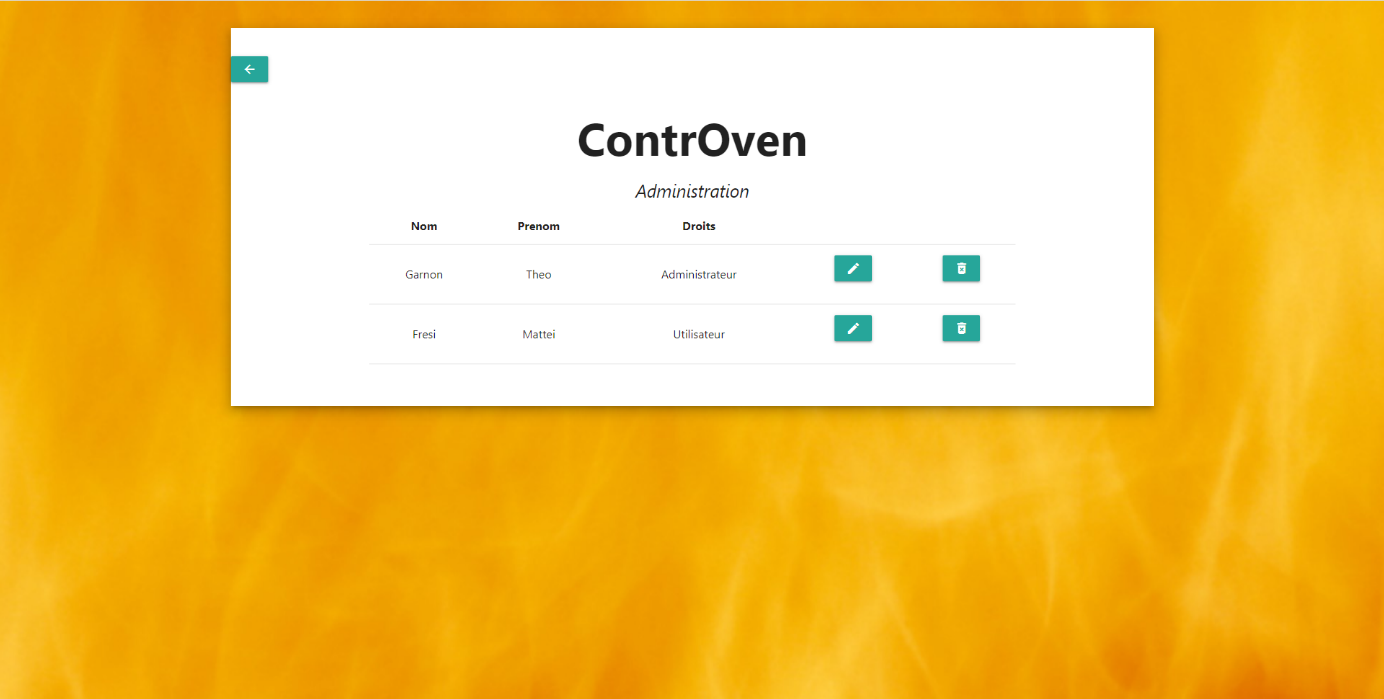 ContrOven
Administration
Nom Prenom Droits
Garnon Theo Administrateur
Fresi Mattei Utilisateur